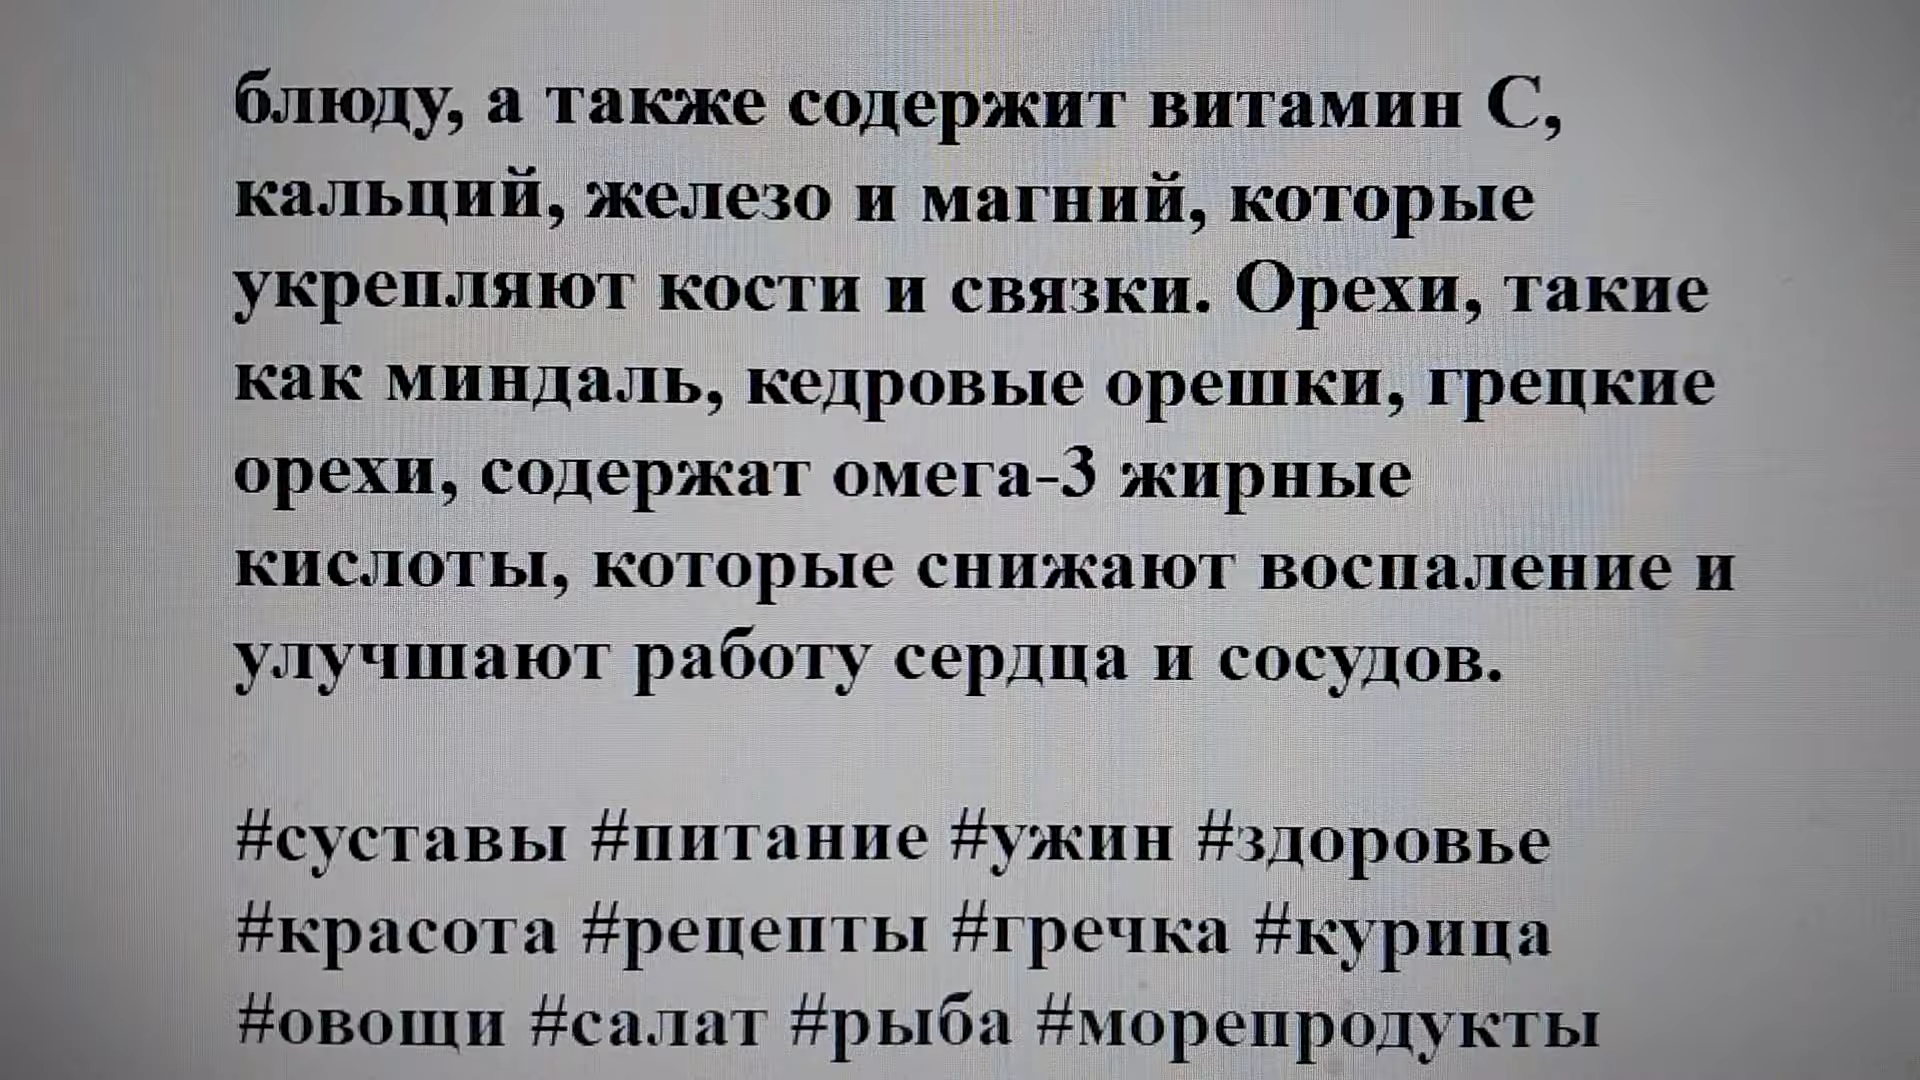 блюду, а также содержит витамин С,
кальций, железо и магний, которые
укрепляют кости и связки. Орехи, такие
как миндаль, кедровые орешки, грецкие
орехи, содержат омега-3 жирные
кислоты, которые снижают воспаление и
улучшают работу сердца и сосудов.
#суставы #питание #ужин #здоровье
#красота #рецепты #гречка #курица
#овощи #салат #рыба #морепродукты